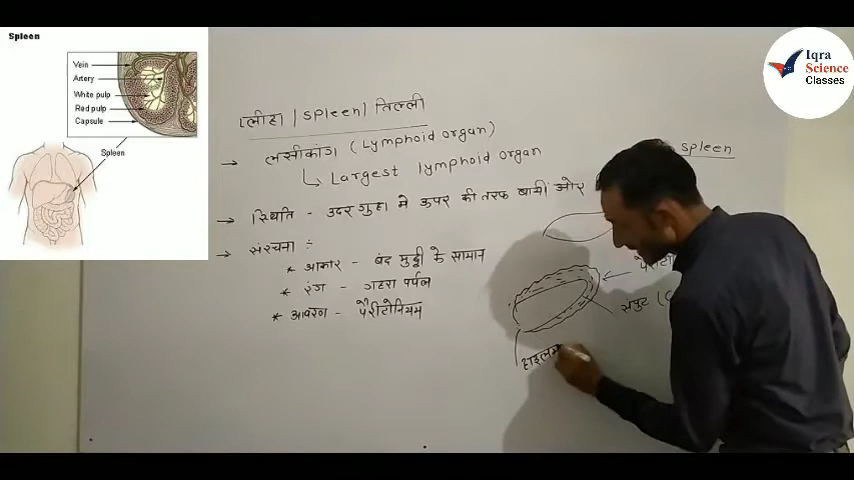 Spleen
Vein
Artery
White pulp
Red pulp
Capsule
Spleen
Iqra
Science
Classes
प्लीहा / Spleen / तिल्ली
→ लसीकांग (Lymphoid organ)
↳ Largest lymphoid organ
→ स्थिति - उदर गुहा मे ऊपर की तरफ बायीं ओर
→ संरचना ÷
* आकार - बंद मुट्ठी के सामान
* रंग - गहरा पर्पल
* आवरण - पैरीटोनियम
Spleen
संपुट (
हाइलम